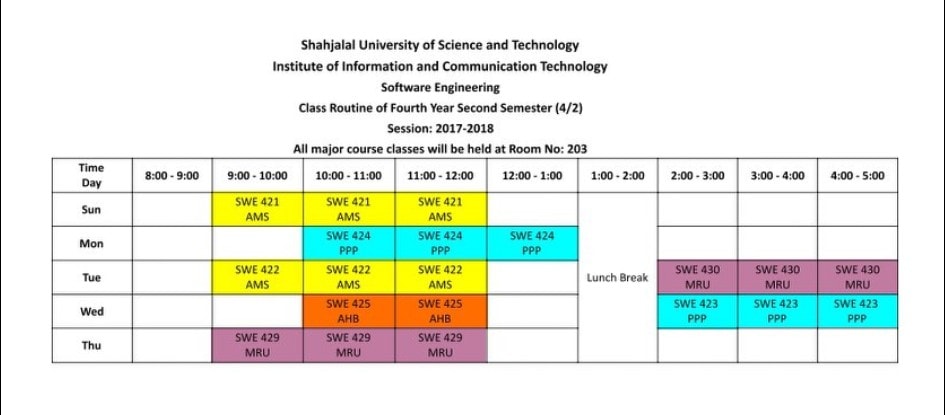 Shahjalal University of Science and Technology
Institute of Information and Communication Technology
Software Engineering
Class Routine of Fourth Year Second Semester (4/2)
Session: 2017-2018
All major course classes will be held at Room No: 203
Time
Day
8:00 - 9:00 9:00 - 10:00 10:00 - 11:00 11:00 - 12:00 12:00 - 1:00 1:00 - 2:00 2:00 - 3:00 3:00 - 4:00 4:00 - 5:00
Sun
SWE 421 SWE 421 SWE 421
AMS AMS AMS
Mon
SWE 424 SWE 424 SWE 424
PPP PPP PPP
Tue
SWE 422 SWE 422 SWE 422
AMS AMS AMS
Lunch Break
SWE 430 SWE 430 SWE 430
MRU MRU MRU
Wed
SWE 425 SWE 425
AHB AHB
SWE 423 SWE 423 SWE 423
PPP PPP PPP
Thu
SWE 429 SWE 429 SWE 429
MRU MRU MRU